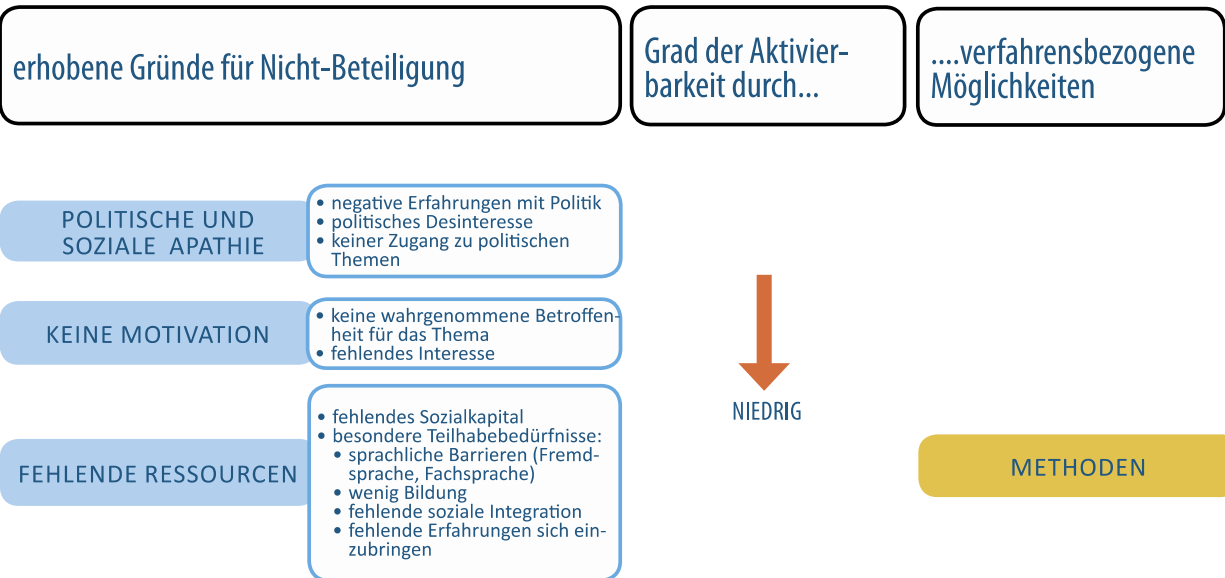 erhobene Gründe für Nicht-Beteiligung
Grad der Aktivier-
barkeit durch...
....verfahrensbezogene
Möglichkeiten
POLITISCHE UND
SOZIALE APATHIE
• negative Erfahrungen mit Politik
• politisches Desinteresse
• keiner Zugang zu politischen
Themen
KEINE MOTIVATION
• keine wahrgenommene Betroffen-
heit für das Thema
• fehlendes Interesse
NIEDRIG
FEHLENDE RESSOURCEN
• fehlendes Sozialkapital
• besondere Teilhabebedürfnisse:
• sprachliche Barrieren (Fremd-
sprache, Fachsprache)
• wenig Bildung
• fehlende soziale Integration
• fehlende Erfahrungen sich ein-
zubringen
METHODEN